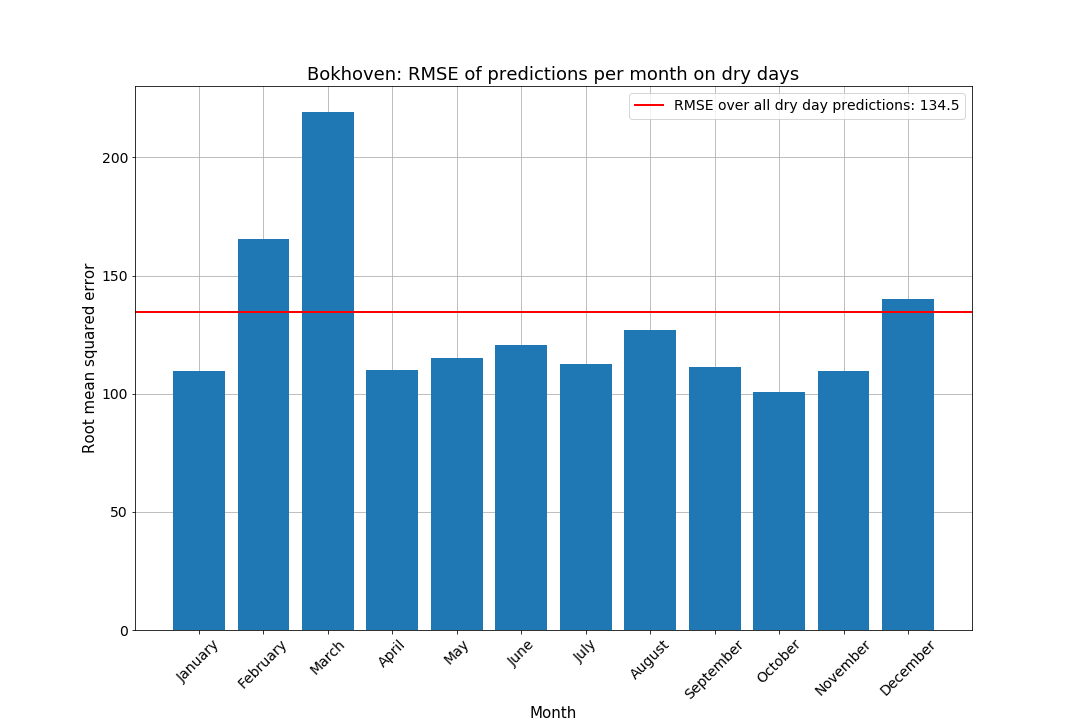 Bokhoven: RMSE of predictions per month on dry days
RMSE over all dry day predictions: 134.5
Root mean squared error
200
150
100
50
0
January
February
March
April
May
June
July
August
September
October
November
December
Month